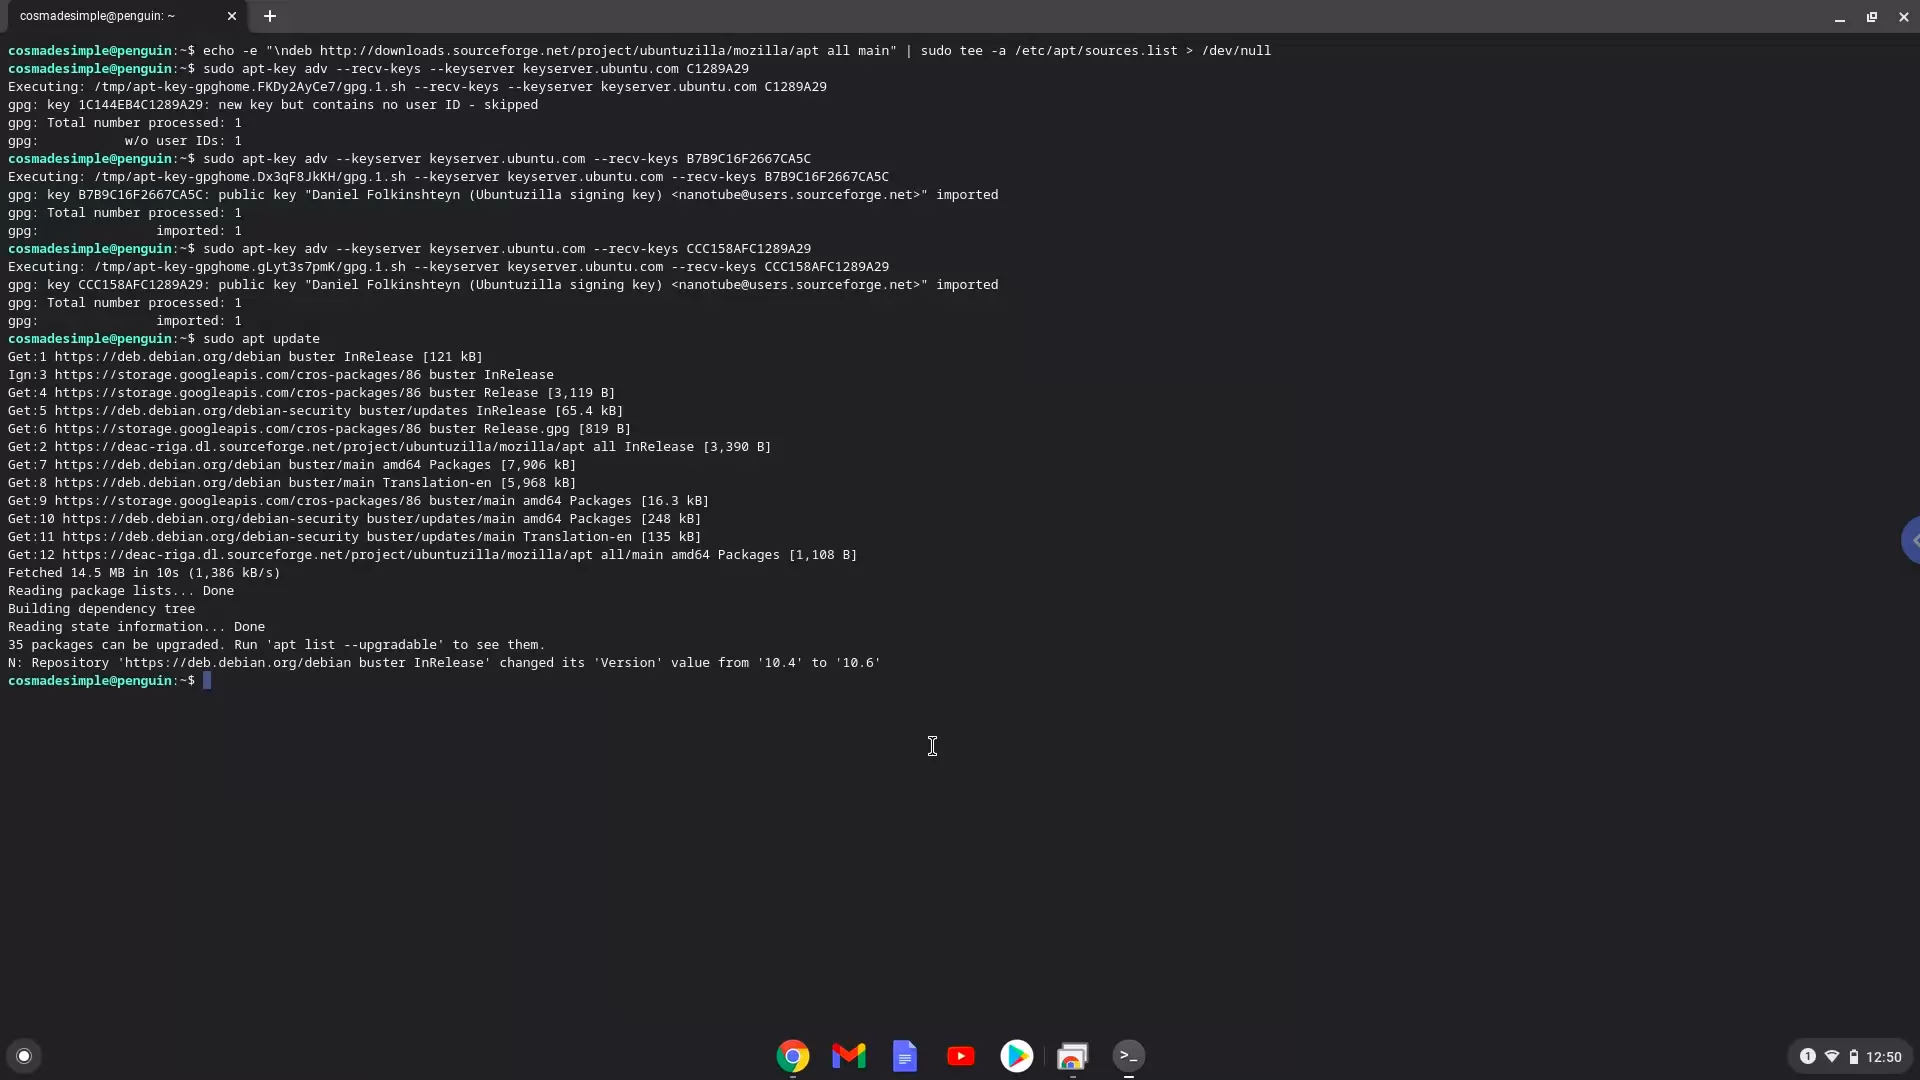 cosmadesimple@penguin: ~
cosmadesimple@penguin:~$ echo -e "\ndeb http://downloads.sourceforge.net/project/ubuntuzilla/mozilla/apt all main" | sudo tee -a /etc/apt/sources.list > /dev/null
cosmadesimple@penguin:~$ sudo apt-key adv --recv-keys --keyserver keyserver.ubuntu.com C1289A29
Executing: /tmp/apt-key-gpghome.FKDy2AyCe7/gpg.1.sh --recv-keys --keyserver keyserver.ubuntu.com C1289A29
gpg: key 1C144EB4C1289A29: new key but contains no user ID - skipped
gpg: Total number processed: 1
gpg:           w/o user IDs: 1
cosmadesimple@penguin:~$ sudo apt-key adv --keyserver keyserver.ubuntu.com --recv-keys B7B9C16F2667CA5C
Executing: /tmp/apt-key-gpghome.Dx3qF8JkKH/gpg.1.sh --keyserver keyserver.ubuntu.com --recv-keys B7B9C16F2667CA5C
gpg: key B7B9C16F2667CA5C: public key "Daniel Folkinshteyn (Ubuntuzilla signing key) <nanotube@users.sourceforge.net>" imported
gpg: Total number processed: 1
gpg:               imported: 1
cosmadesimple@penguin:~$ sudo apt-key adv --keyserver keyserver.ubuntu.com --recv-keys CCC158AFC1289A29
Executing: /tmp/apt-key-gpghome.gLyt3s7pmK/gpg.1.sh --keyserver keyserver.ubuntu.com --recv-keys CCC158AFC1289A29
gpg: key CCC158AFC1289A29: public key "Daniel Folkinshteyn (Ubuntuzilla signing key) <nanotube@users.sourceforge.net>" imported
gpg: Total number processed: 1
gpg:               imported: 1
cosmadesimple@penguin:~$ sudo apt update
Get:1 https://deb.debian.org/debian buster InRelease [121 kB]
Ign:3 https://storage.googleapis.com/cros-packages/86 buster InRelease
Get:4 https://storage.googleapis.com/cros-packages/86 buster Release [3,119 B]
Get:5 https://deb.debian.org/debian-security buster/updates InRelease [65.4 kB]
Get:6 https://storage.googleapis.com/cros-packages/86 buster Release.gpg [819 B]
Get:2 https://deac-riga.dl.sourceforge.net/project/ubuntuzilla/mozilla/apt all InRelease [3,390 B]
Get:7 https://deb.debian.org/debian buster/main amd64 Packages [7,906 kB]
Get:8 https://deb.debian.org/debian buster/main Translation-en [5,968 kB]
Get:9 https://storage.googleapis.com/cros-packages/86 buster/main amd64 Packages [16.3 kB]
Get:10 https://deb.debian.org/debian-security buster/updates/main amd64 Packages [248 kB]
Get:11 https://deb.debian.org/debian-security buster/updates/main Translation-en [135 kB]
Get:12 https://deac-riga.dl.sourceforge.net/project/ubuntuzilla/mozilla/apt all/main amd64 Packages [1,108 B]
Fetched 14.5 MB in 10s (1,386 kB/s)
Reading package lists... Done
Building dependency tree
Reading state information... Done
35 packages can be upgraded. Run 'apt list --upgradable' to see them.
N: Repository 'https://deb.debian.org/debian buster InRelease' changed its 'Version' value from '10.4' to '10.6'
cosmadesimple@penguin:~$
1 12:50